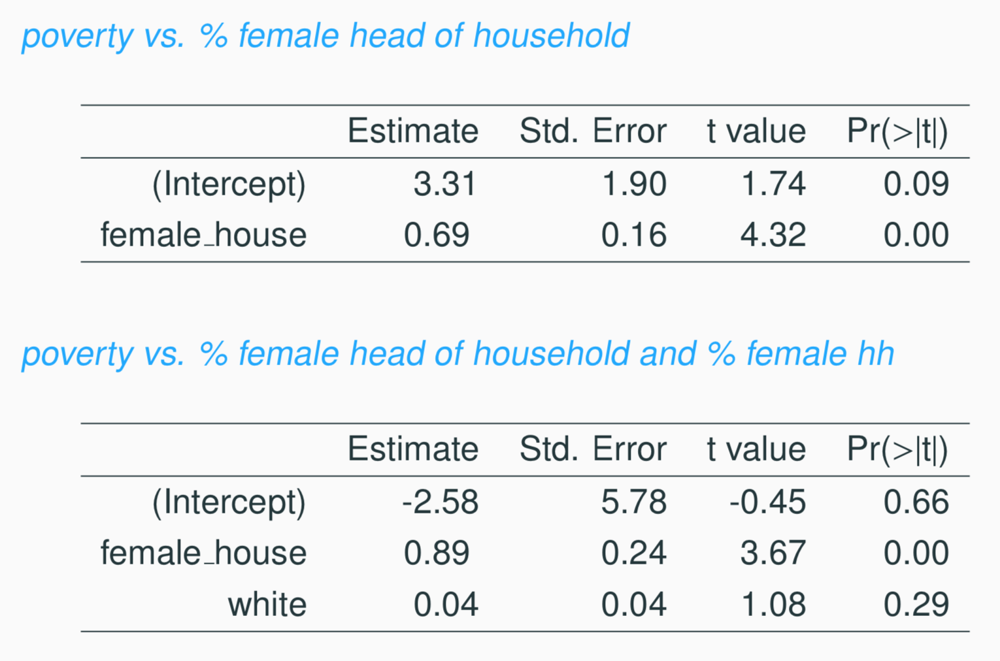 poverty vs. % female head of household
Estimate Std. Error t value Pr(>|t|)
(Intercept) 3.31 1.90 1.74 0.09
female_house 0.69 0.16 4.32 0.00
poverty vs. % female head of household and % female hh
Estimate Std. Error t value Pr(>|t|)
(Intercept) -2.58 5.78 -0.45 0.66
female_house 0.89 0.24 3.67 0.00
white 0.04 0.04 1.08 0.29